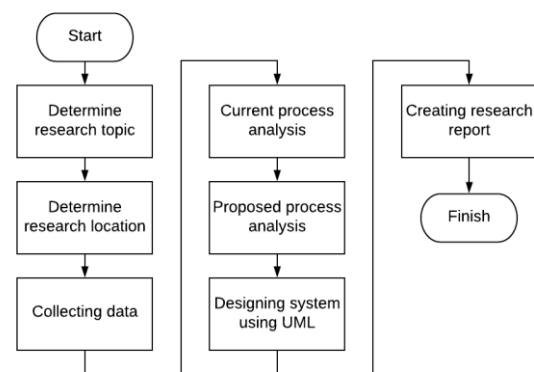 Start
Determine
research topic
Determine
research location
Collecting data
Current process
analysis
Proposed process
analysis
Designing system
using UML
Creating research
report
Finish